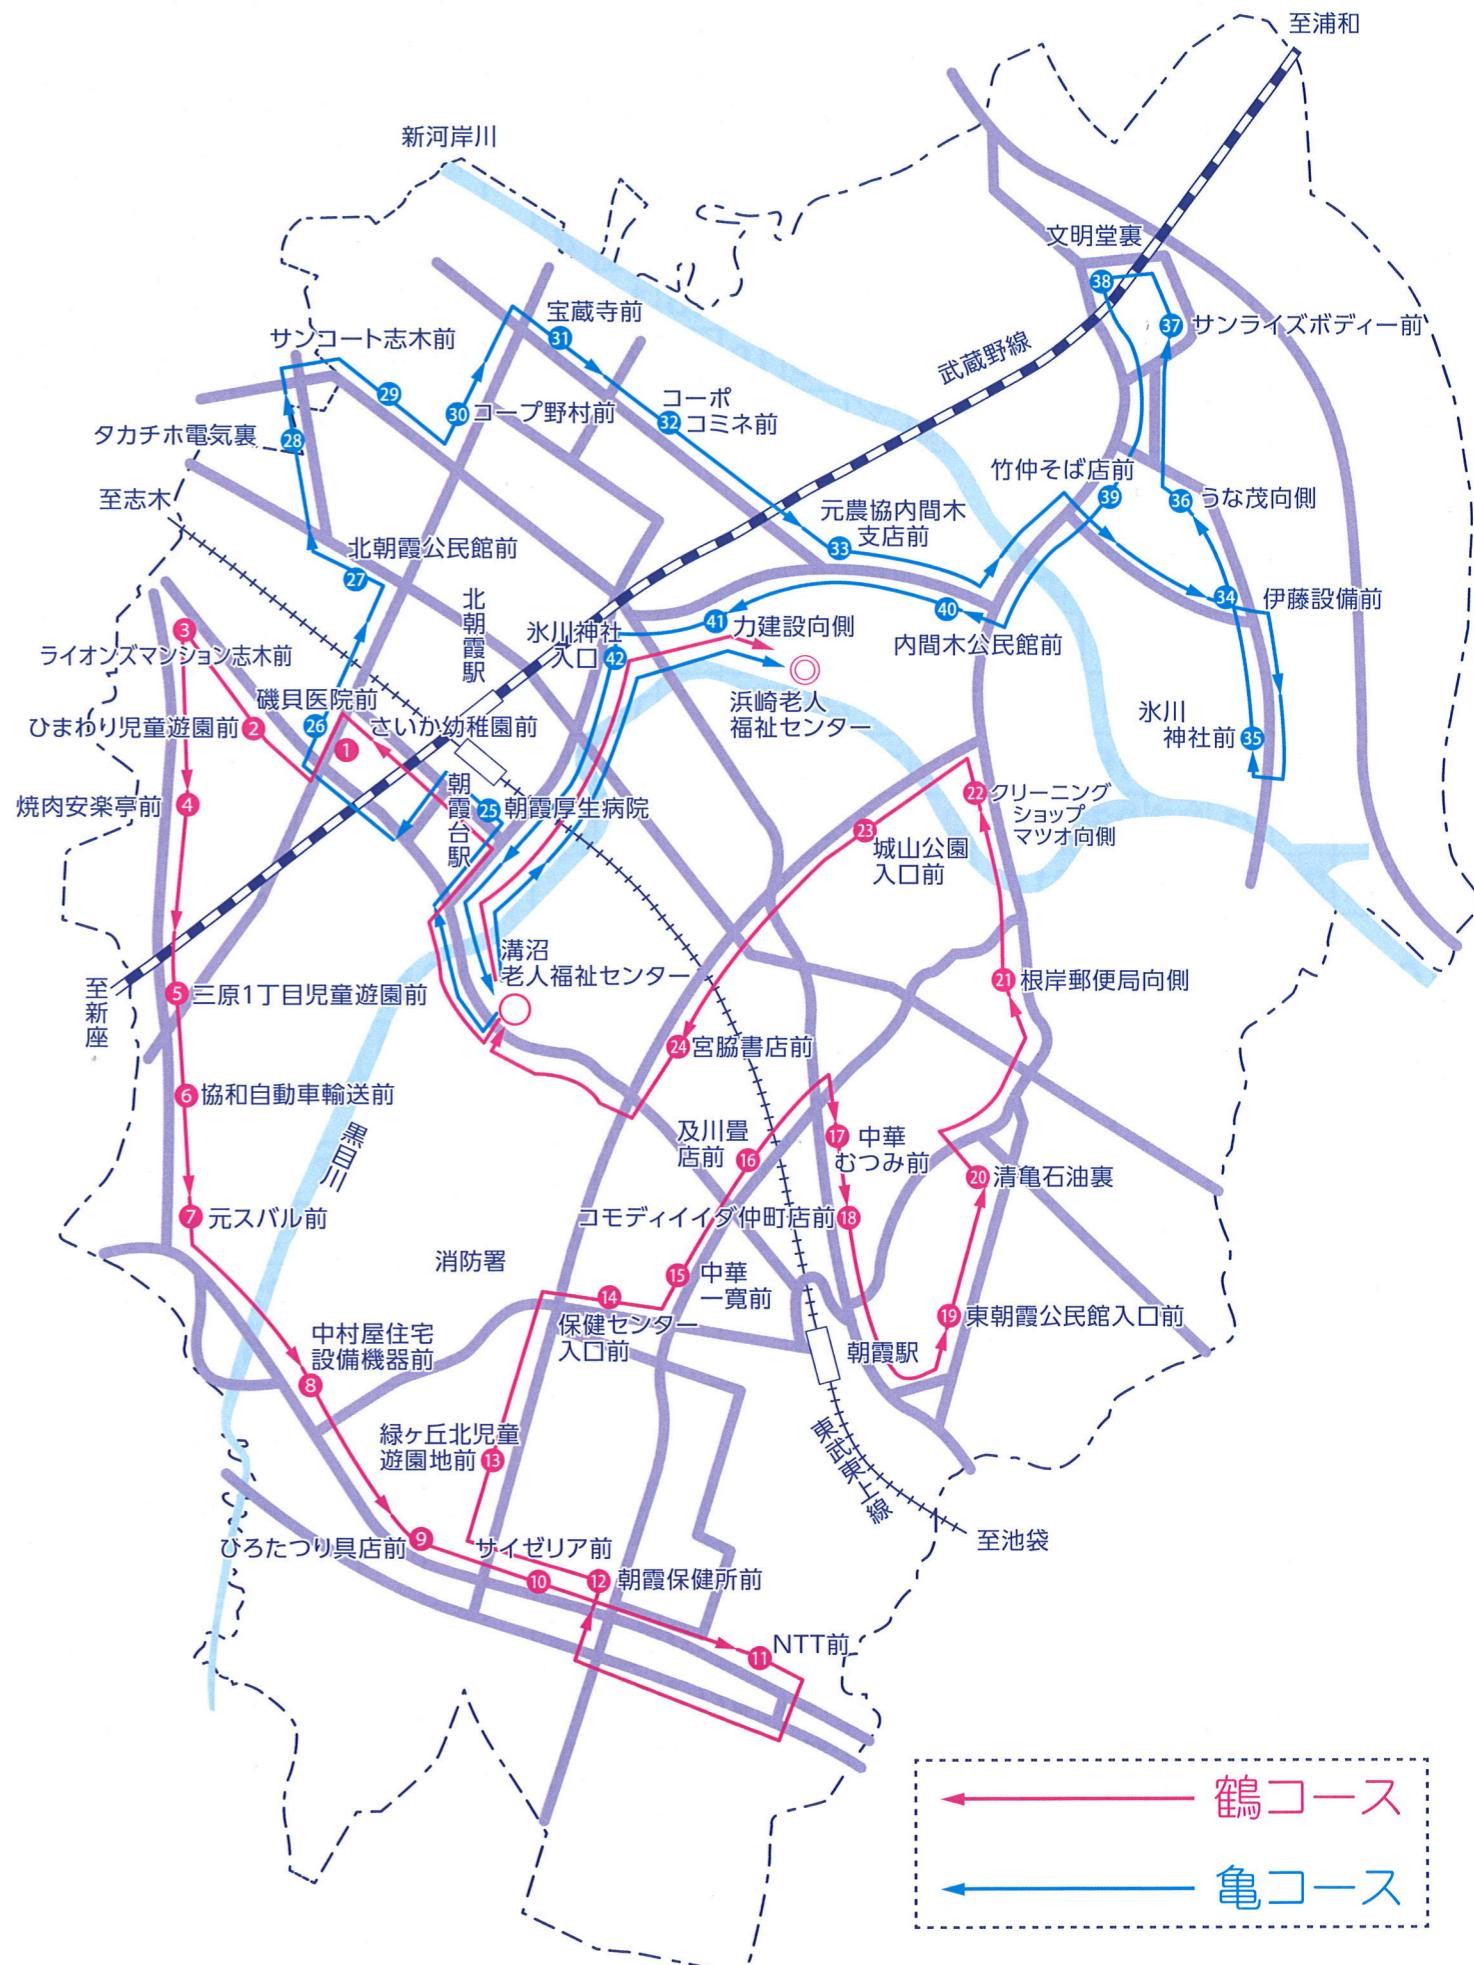 至浦和
新河岸川
文明堂裏
38
宝蔵寺前
31
37
サンライズボディー前
サンコート志木前
武蔵野線
29
30
コープ野村前
コーポ
32
コミネ前
タカチホ電気裏
28
竹仲そば店前
39
36
うな茂向側
至志木
元農協内間木
支店前
33
北朝霞公民館前
27
北朝霞駅
34
伊藤設備前
40
内間木公民館前
41
力建設向側
氷川神社
入口
42
3
ライオンズマンション志木前
浜崎老人
福祉センター
磯貝医院前
26
さいか幼稚園前
1
ひまわり児童遊園前
2
氷川
神社前
35
朝霞台駅
25
朝霞厚生病院
焼肉安楽亭前
4
22
クリーニング
ショップ
マツオ向側
23
城山公園
入口前
溝沼
老人福祉センター
至新座
5
三原1丁目児童遊園前
21
根岸郵便局向側
24
宮脇書店前
6
協和自動車輸送前
黒目川
及川畳
店前
16
17
中華
むつみ前
20
清亀石油裏
7
元スバル前
コモディイイダ仲町店前
18
消防署
15
中華
一寛前
14
保健センター
入口前
19
東朝霞公民館入口前
中村屋住宅
設備機器前
8
朝霞駅
緑ヶ丘北児童
遊園地前
13
東武東上線
至池袋
ひろたつり具店前
9
サイゼリア前
10
12
朝霞保健所前
11
NTT前
鶴コース
亀コース